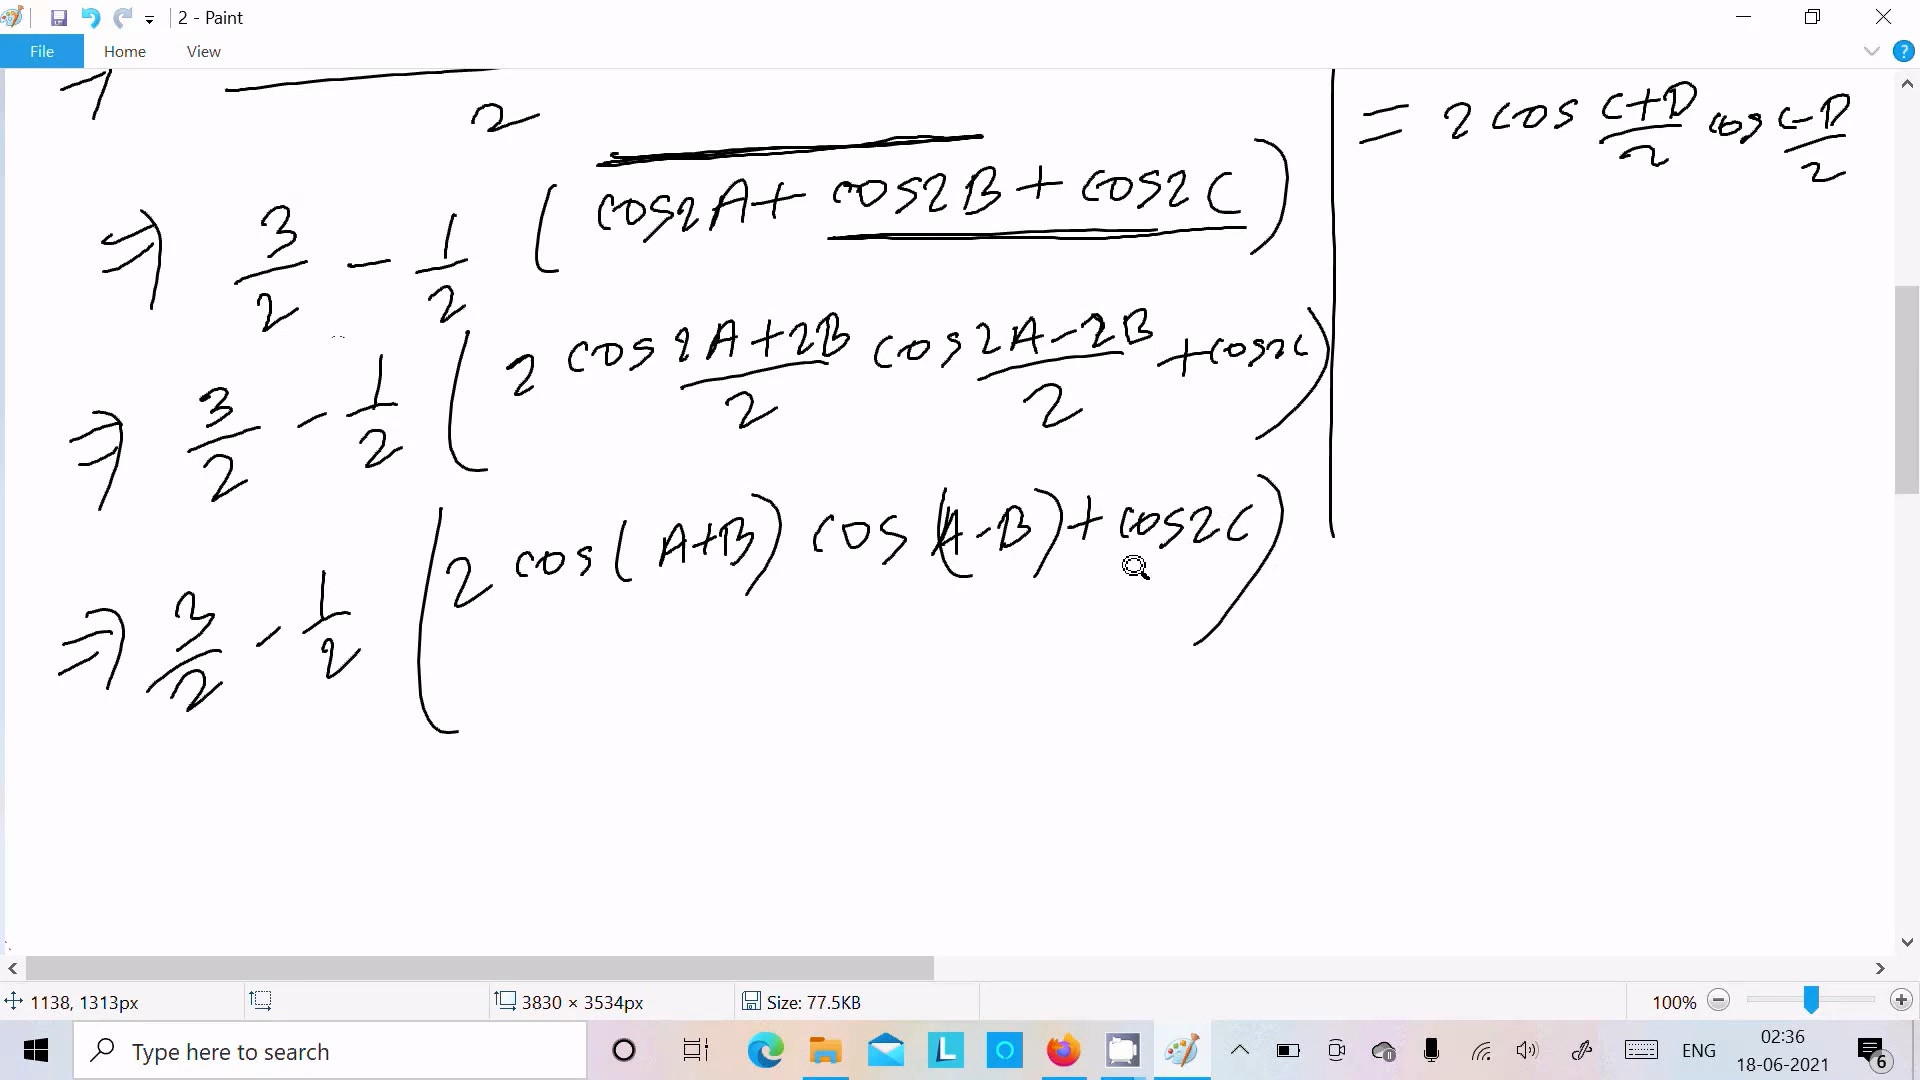 2 - Paint
File Home View
2
= 2 cos C+D/2 cos C-D/2
⇒ 3/2 - 1/2 (cos2A + cos2B + cos2C)
⇒ 3/2 - 1/2 (2 cos 2A+2B/2 cos 2A-2B/2 + cos2C)
⇒ 3/2 - 1/2 (2 cos(A+B) cos(A-B) + cos2C)
1138, 1313px 3830 × 3534px Size: 77.5KB 100%
Type here to search
ENG
02:36
18-06-2021
6